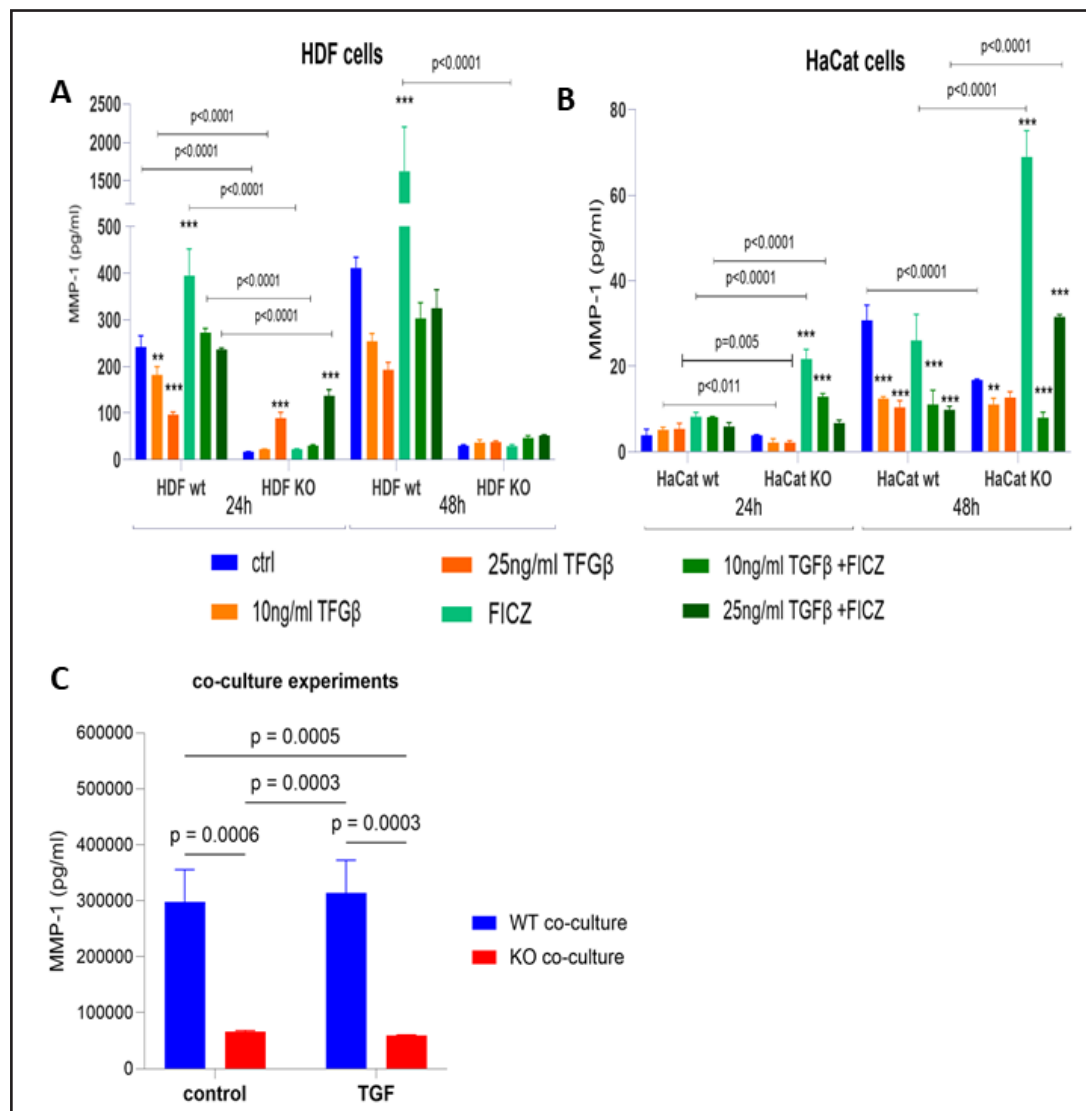 HDF cells
A
p<0.0001
***
p<0.0001
p<0.0001
p<0.0001
***
p<0.0001
p<0.0001
**
***
***
***
MMP-1 (pg/ml)
2500
2000
1500
500
400
300
200
100
0
HDF wt
HDF KO
HDF wt
HDF KO
24h
48h
HaCat cells
B
p<0.0001
p<0.0001
***
p<0.0001
p<0.0001
p<0.0001
p=0.005
p<0.011
***
***
***
***
***
***
**
***
***
MMP-1 (pg/ml)
80
60
40
20
0
HaCat wt
HaCat KO
HaCat wt
HaCat KO
24h
48h
ctrl
25ng/ml TFGβ
10ng/ml TGFβ +FICZ
10ng/ml TFGβ
FICZ
25ng/ml TGFβ +FICZ
C
co-culture experiments
p = 0.0005
p = 0.0003
p = 0.0006
p = 0.0003
MMP-1 (pg/ml)
600000
500000
400000
300000
200000
100000
0
control
TGF
WT co-culture
KO co-culture